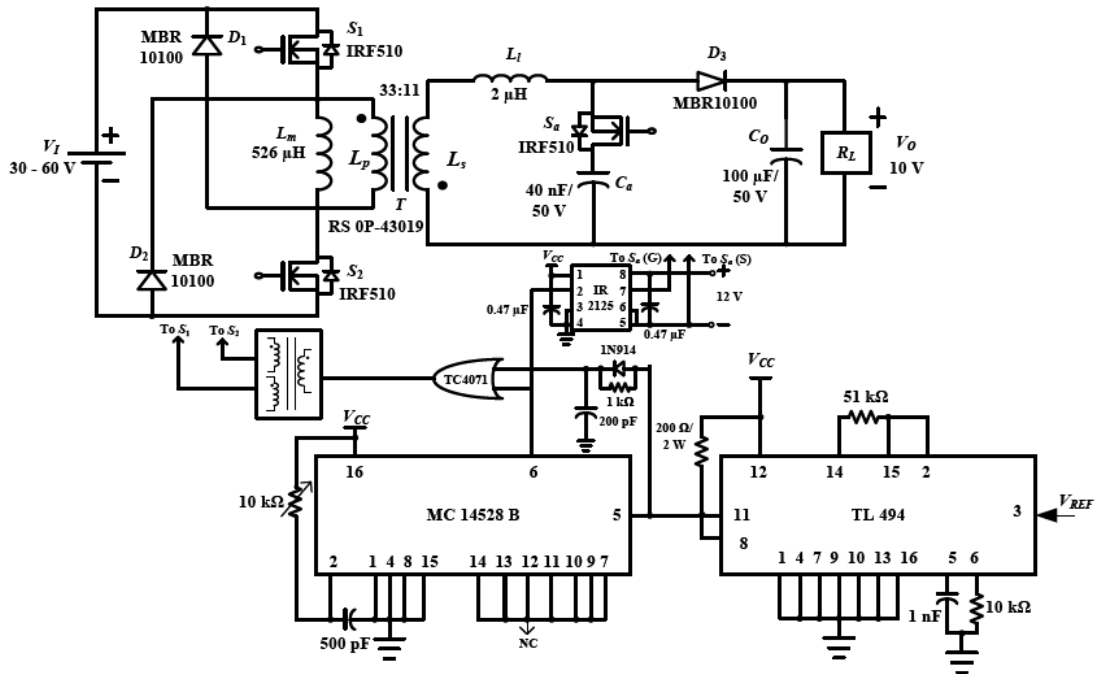 MBR
10100
D1
S1
IRF510
VI
30 - 60 V
+
−
Lm
526 µH
33:11
Lp
Ls
T
RS 0P-43019
Ll
2 µH
D3
MBR10100
Sa
IRF510
Ca
40 nF/
50 V
CO
100 µF/
50 V
RL
+
VO
10 V
−
D2
MBR
10100
S2
IRF510
VCC
To Sa (G)
To Sa (S)
0.47 µF
1
2
3
4
IR
2125
8
7
6
5
+
12 V
−
0.47 µF
To S1
To S2
TC4071
1N914
1 kΩ
200 pF
VCC
10 kΩ
16
6
MC 14528 B
5
2 1 4 8 15 14 13 12 11 10 9 7
500 pF
NC
200 Ω/
2 W
VCC
51 kΩ
12 14 15 2
11
8
TL 494
3
VREF
1 4 7 9 10 13 16 5 6
1 nF
10 kΩ